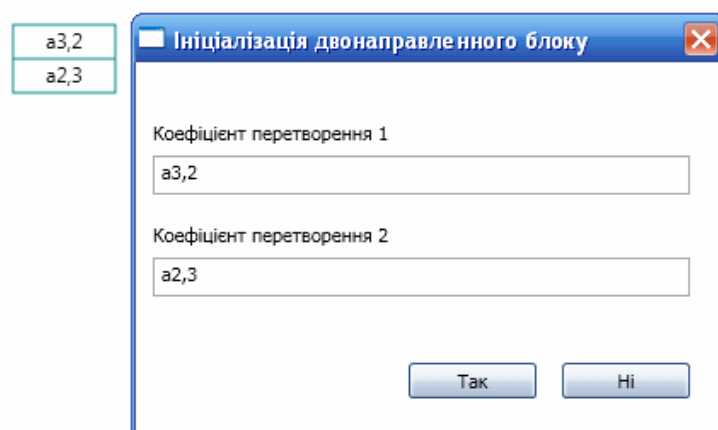 a3,2
a2,3
Ініціалізація двонаправленного блоку
Коефіцієнт перетворення 1
a3,2
Коефіцієнт перетворення 2
a2,3
Так
Ні